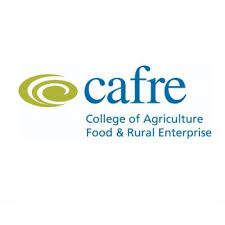 cafre
College of Agriculture
Food & Rural Enterprise